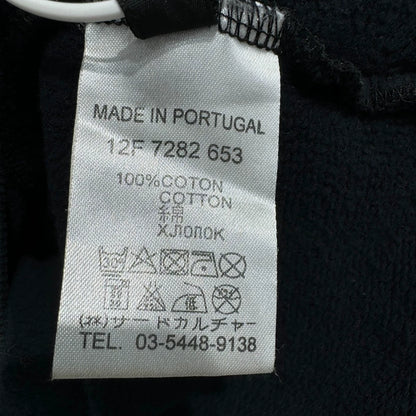 MADE IN PORTUGAL
12F 7282 653
100%COTON
COTTON
綿
ХЛОПОК
(株)サードカルチャー
TEL. 03-5448-9138